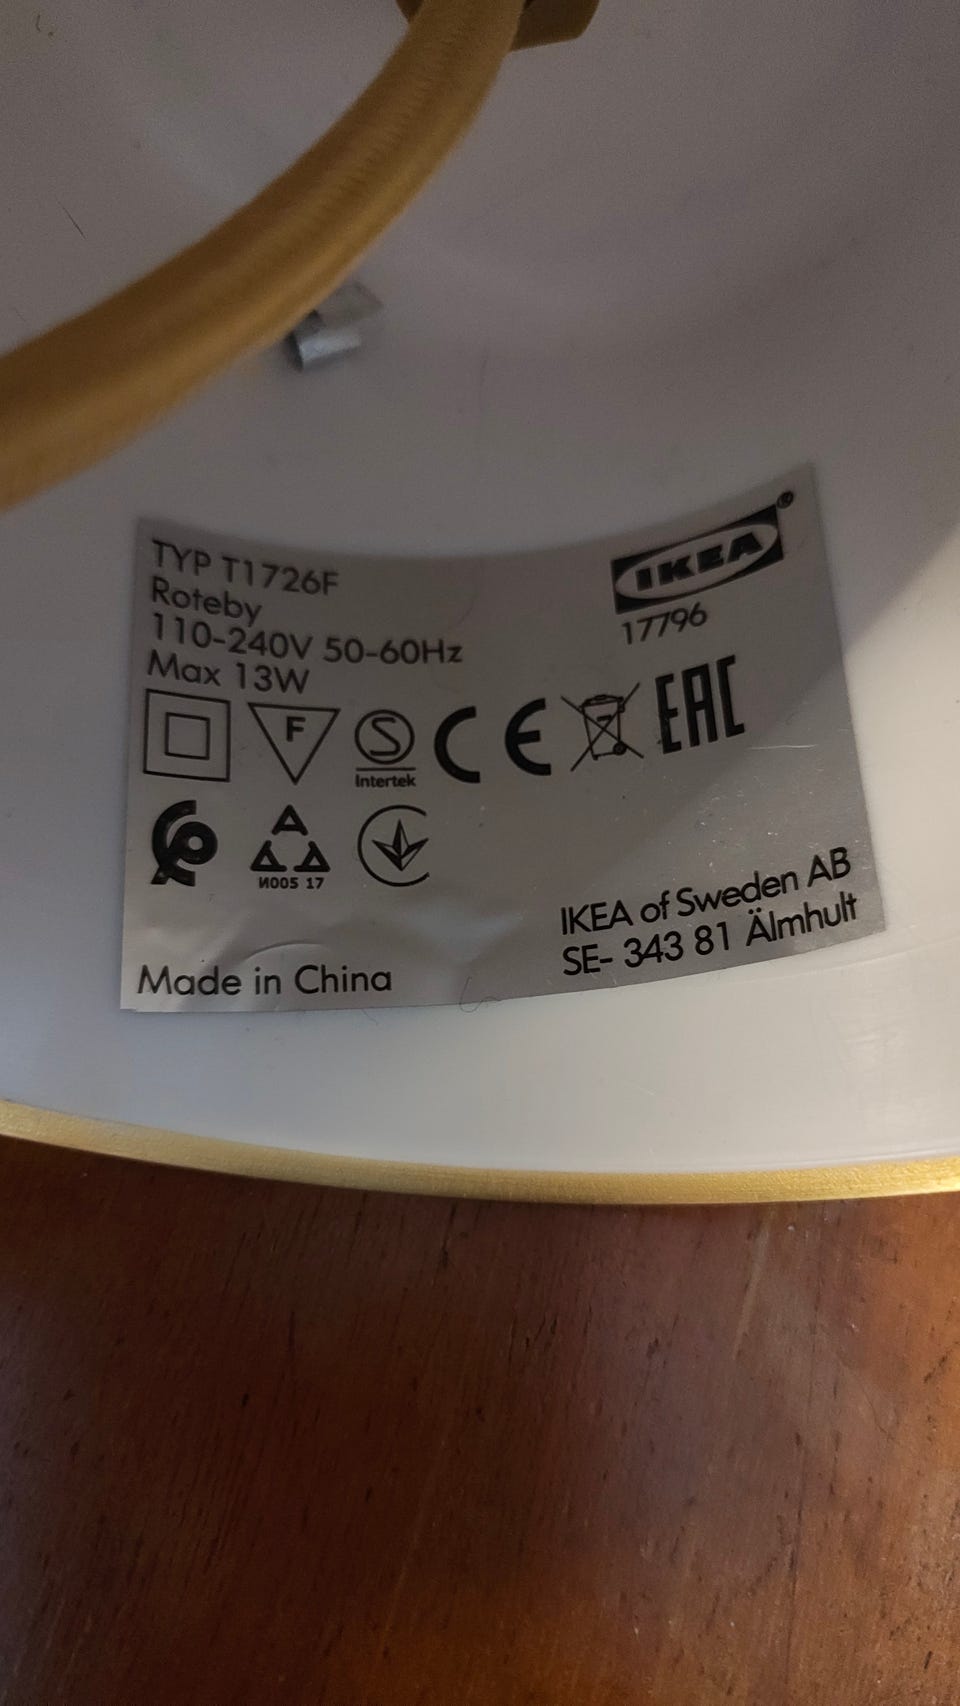 TYP T1726F
Roteby
110-240V 50-60Hz
Max 13W
IKEA®
17796
F
S
Intertek
CE
EAC
A
И005 17
Made in China
IKEA of Sweden AB
SE- 343 81 Älmhult